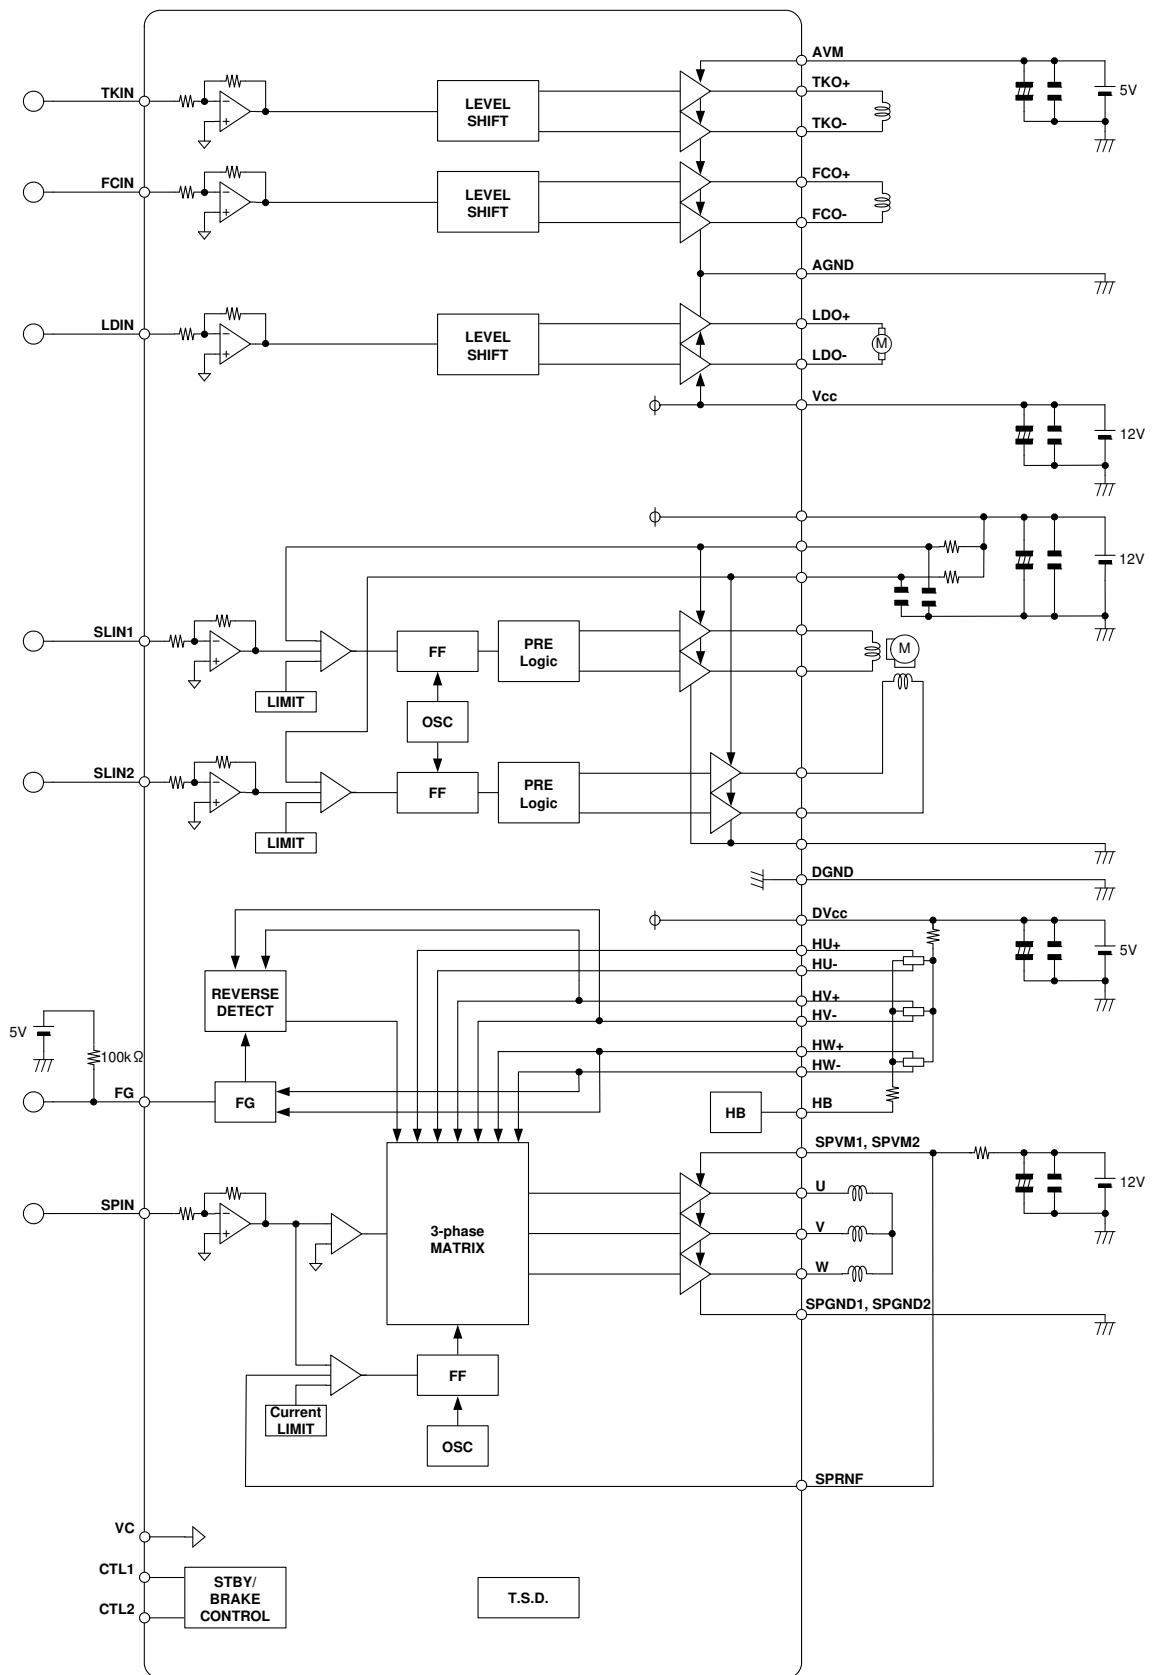 AVM
TKIN
TKO+
LEVEL
SHIFT
5V
TKO-
FCIN
FCO+
LEVEL
SHIFT
FCO-
AGND
LDIN
LDO+
LEVEL
SHIFT
M
LDO-
Vcc
12V
12V
SLIN1
FF
PRE
Logic
M
LIMIT
OSC
SLIN2
FF
PRE
Logic
LIMIT
DGND
DVcc
HU+
5V
HU-
REVERSE
DETECT
HV+
HV-
5V
HW+
100kΩ
HW-
FG
FG
HB
HB
SPVM1, SPVM2
12V
U
SPIN
3-phase
MATRIX
V
W
SPGND1, SPGND2
FF
Current
LIMIT
OSC
SPRNF
VC
CTL1
STBY/
BRAKE
CONTROL
T.S.D.
CTL2